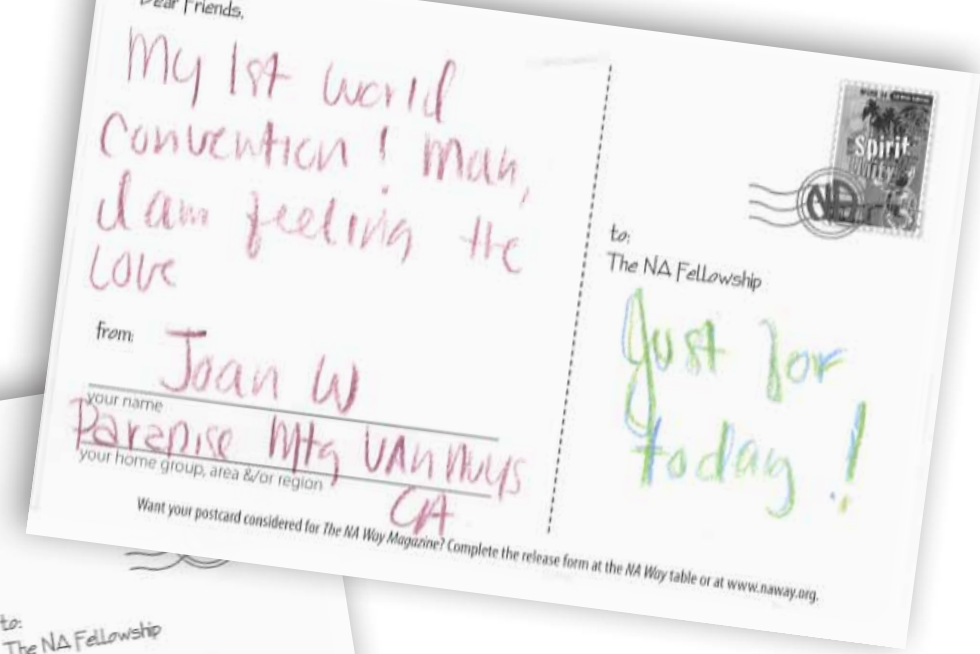 Dear Friends,
My 1st world
Convention! Man,
I am feeling the
Love
from: Joan W
your name
Paradise Mtg VAn Nuys
your home group, area &/or region
CA
Want your postcard considered for The NA Way Magazine? Complete the release form at the NA Way table or at www.naway.org.
Spirit
Unity
NA
to:
The NA Fellowship
Just for
today!
to:
The NA Fellowship